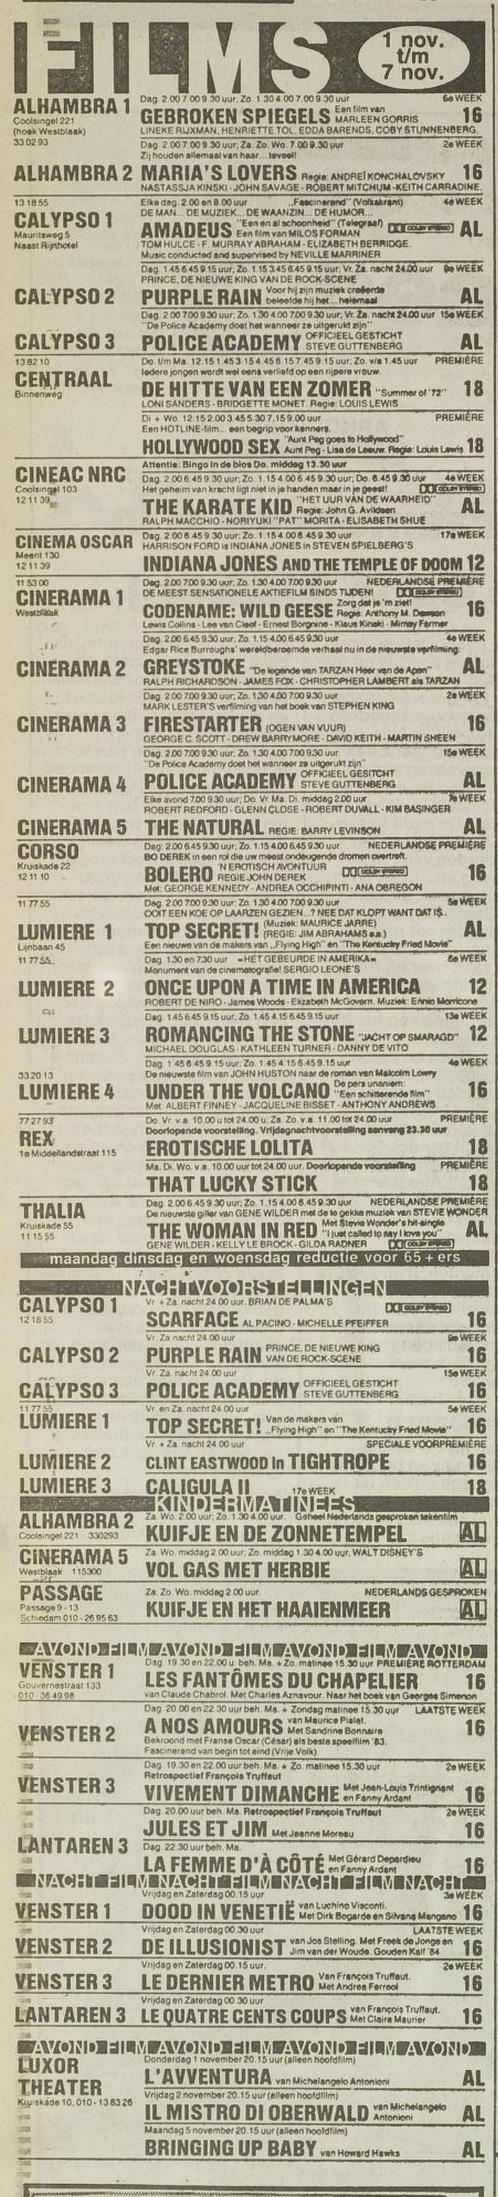 FILMS
1 nov.
t/m
7 nov.
ALHAMBRA 1
Coolsingel 221
(hoek Westblaak)
33 02 93
Dag. 2.00 7.00 9.30 uur; Zo. 1.30 4.00 7.00 9.30 uur 6e WEEK
GEBROKEN SPIEGELS Een film van MARLEEN GORRIS 16
LINEKE RIJXMAN, HENRIETTE TOL, EDDA BARENDS, COBY STUNNENBERG
Dag. 2.00 7.00 9.30 uur; Za. Zo. Wo. 7.00 9.30 uur 2e WEEK
Zij houden allemaal van haar... teveel!
ALHAMBRA 2 MARIA'S LOVERS Regie: ANDREÏ KONCHALOVSKY 16
NASTASSJA KINSKI - JOHN SAVAGE - ROBERT MITCHUM - KEITH CARRADINE.
13 18 55
CALYPSO 1
Mauritsweg 5
Naast Rijnhotel
Elke dag. 2.00 en 8.00 uur „Fascinerend" (Volkskrant) 4e WEEK
DE MAN... DE MUZIEK... DE WAANZIN... DE HUMOR...
AMADEUS "Een en al schoonheid" (Telegraaf) Een film van MILOS FORMAN DOLBY STEREO AL
TOM HULCE - F. MURRAY ABRAHAM - ELIZABETH BERRIDGE.
Music conducted and supervised by NEVILLE MARRINER
Dag. 1.45 6.45 9.15 uur; Zo. 1.15 3.45 6.45 9.15 uur; Vr. Za. nacht 24.00 uur 9e WEEK
PRINCE, DE NIEUWE KING VAN DE ROCK-SCENE
CALYPSO 2 PURPLE RAIN Voor hij zijn muziek creëerde beleefde hij het... helemaal AL
Dag. 2.00 7.00 9.30 uur; Zo. 1.30 4.00 7.00 9.30 uur; Vr. Za. nacht 24.00 uur 15e WEEK
"De Police Academy doet het wanneer ze uitgerukt zijn"
CALYPSO 3 POLICE ACADEMY OFFICIEEL GESTICHT STEVE GUTTENBERG AL
13 82 10
CENTRAAL
Binnenweg
Do. t/m Ma. 12.15 1.45 3.15 4.45 6.15 7.45 9.15 uur; Zo. v/a 1.45 uur PREMIÈRE
Iedere jongen wordt wel eens verliefd op een rijpere vrouw.
DE HITTE VAN EEN ZOMER "Summer of '72" 18
LONI SANDERS - BRIDGETTE MONET. Regie: LOUIS LEWIS
Di + Wo. 12.15 2.00 3.45 5.30 7.15 9.00 uur PREMIÈRE
Een HOTLINE-film... een begrip voor kenners.
HOLLYWOOD SEX "Aunt Peg goes to Hollywood" Aunt Peg - Lisa de Leeuw. Regie: Louis Lewis 18
CINEAC NRC
Coolsingel 103
12 11 39
Attentie: Bingo in de bios Do. middag 13.30 uur
Dag. 2.00 6.45 9.30 uur; Zo. 1.15 4.00 6.45 9.30 uur; Do. 6.45 9.30 uur 4e WEEK
Het geheim van kracht ligt niet in je handen maar in je geest! DOLBY STEREO
THE KARATE KID "HET UUR VAN DE WAARHEID" Regie: John G. Avildsen AL
RALPH MACCHIO - NORIYUKI "PAT" MORITA - ELISABETH SHUE
CINEMA OSCAR
Meent 130
12 11 39
Dag. 2.00 6.45 9.30 uur; Zo. 1.15 4.00 6.45 9.30 uur 17e WEEK
HARRISON FORD is INDIANA JONES in STEVEN SPIELBERG'S
INDIANA JONES AND THE TEMPLE OF DOOM 12
11 53 00
CINERAMA 1
Westblaak
Dag. 2.00 7.00 9.30 uur; Zo. 1.30 4.00 7.00 9.30 uur NEDERLANDSE PREMIÈRE
DE MEEST SENSATIONELE AKTIEFILM SINDS TIJDEN! DOLBY STEREO
CODENAME: WILD GEESE Zorg dat je 'm ziet! Regie: Anthony M. Dawson 16
Lewis Collins - Lee van Cleef - Ernest Borgnine - Klaus Kinski - Mimsy Farmer
Dag. 2.00 6.45 9.30 uur; Zo. 1.15 4.00 6.45 9.30 uur 4e WEEK
Edgar Rice Burroughs' wereldberoemde verhaal nu in de nieuwste verfilming:
CINERAMA 2 GREYSTOKE "De legende van TARZAN Heer van de Apen" AL
RALPH RICHARDSON - JAMES FOX - CHRISTOPHER LAMBERT als TARZAN
Dag. 2.00 7.00 9.30 uur; Zo. 1.30 4.00 7.00 9.30 uur 2e WEEK
MARK LESTER'S verfilming van het boek van STEPHEN KING
CINERAMA 3 FIRESTARTER (OGEN VAN VUUR) 16
GEORGE C. SCOTT - DREW BARRYMORE - DAVID KEITH - MARTIN SHEEN
Dag. 2.00 7.00 9.30 uur; Zo. 1.30 4.00 7.00 9.30 uur. 15e WEEK
"De Police Academy doet het wanneer ze uitgerukt zijn"
CINERAMA 4 POLICE ACADEMY OFFICIEEL GESITCHT STEVE GUTTENBERG AL
Elke avond 7.00 9.30 uur; Do. Vr. Ma. Di. middag 2.00 uur 7e WEEK
ROBERT REDFORD - GLENN CLOSE - ROBERT DUVALL - KIM BASINGER
CINERAMA 5 THE NATURAL REGIE: BARRY LEVINSON AL
CORSO
Kruiskade 22
12 11 10
Dag: 2.00 6.45 9.30 uur; Zo. 1.15 4.00 6.45 9.30 uur NEDERLANDSE PREMIÈRE
BO DEREK in een rol die uw meest ondeugende dromen overtreft.
BOLERO 'N EROTISCH AVONTUUR REGIE JOHN DEREK DOLBY STEREO 16
Met: GEORGE KENNEDY - ANDREA OCCHIPINTI - ANA OBREGON
11 77 55
LUMIERE 1
Lijnbaan 45
Dag. 2.00 7.00 9.30 uur; Zo. 1.30 4.00 7.00 9.30 uur 5e WEEK
OOIT EEN KOE OP LAARZEN GEZIEN...? NEE DAT KLOPT WANT DAT IS..
TOP SECRET! (Muziek: MAURICE JARRE) (REGIE: JIM ABRAHAMS e.a.) AL
Een nieuwe van de makers van „Flying High" en "The Kentucky Fried Movie"
11 77 55.
Dag. 1.30 en 7.30 uur =HET GEBEURDE IN AMERIKA= 6e WEEK
Monument van de cinematografie! SERGIO LEONE'S
LUMIERE 2 ONCE UPON A TIME IN AMERICA 12
ROBERT DE NIRO - James Woods - Elizabeth McGovern. Muziek: Ennio Morricone
Dag. 1.45 6.45 9.15 uur; Zo. 1.45 4.15 6.45 9.15 uur 13e WEEK
LUMIERE 3 ROMANCING THE STONE "JACHT OP SMARAGD" 12
MICHAEL DOUGLAS - KATHLEEN TURNER - DANNY DE VITO
33 20 13
Dag. 1.45 6.45 9.15 uur; Zo. 1.45 4.15 6.45 9.15 uur 4e WEEK
De nieuwste film van JOHN HUSTON naar de roman van Malcolm Lowry
LUMIERE 4 UNDER THE VOLCANO De pers unaniem: "Een schitterende film" 16
Met: ALBERT FINNEY - JACQUELINE BISSET - ANTHONY ANDREWS
77 27 93
REX
1e Middellandstraat 115
Do. Vr. v.a. 10.00 u tot 24.00 u; Za. Zo. v.a. 11.00 tot 24.00 uur PREMIÈRE
Doorlopende voorstelling. Vrijdagnachtvoorstelling aanvang 23.30 uur
EROTISCHE LOLITA 18
Ma. Di. Wo. v.a. 10.00 uur tot 24.00 uur. Doorlopende voorstelling PREMIÈRE
THAT LUCKY STICK 18
THALIA
Kruiskade 55
11 15 55
Dag. 2.00 6.45 9.30 uur; Zo. 1.15 4.00 6.45 9.30 uur NEDERLANDSE PREMIÈRE
De nieuwste giller van GENE WILDER met de te gekke muziek van STEVIE WONDER
THE WOMAN IN RED Met Stevie Wonder's hit-single "I just called to say I love you" AL
GENE WILDER - KELLY LE BROCK - GILDA RADNER DOLBY STEREO
maandag dinsdag en woensdag reductie voor 65+ers
NACHTVOORSTELLINGEN
CALYPSO 1
12 18 55
Vr + Za. nacht 24.00 uur. BRIAN DE PALMA'S DOLBY STEREO
SCARFACE AL PACINO - MICHELLE PFEIFFER 16
Vr. Za nacht 24.00 uur 9e WEEK
CALYPSO 2 PURPLE RAIN PRINCE, DE NIEUWE KING VAN DE ROCK-SCENE 16
Vr. Za. nacht 24.00 uur 15e WEEK
CALYPSO 3 POLICE ACADEMY OFFICIEEL GESTICHT STEVE GUTTENBERG 16
11 77 55
Vr. en Za. nacht 24.00 uur 5e WEEK
LUMIERE 1 TOP SECRET! Van de makers van „Flying High" en "The Kentucky Fried Movie" 16
Vr. + Za. nacht 24.00 uur SPECIALE VOORPREMIÈRE
LUMIERE 2 CLINT EASTWOOD in TIGHTROPE 16
LUMIERE 3 CALIGULA II 17e WEEK 18
KINDERMATINEES
ALHAMBRA 2
Coolsingel 221 330293
Za. Wo. 2.00 uur; Zo. 1.30 4.00 uur. Geheel Nederlands gesproken tekenfilm
KUIFJE EN DE ZONNETEMPEL AL
CINERAMA 5
Westblaak 115300
Za. Wo. middag 2.00 uur; Zo. middag 1.30 4.00 uur, WALT DISNEY'S
VOL GAS MET HERBIE AL
PASSAGE
Passage 9 - 13
Schiedam 010 - 26 95 63
Za. Zo. Wo. middag 2.00 uur. NEDERLANDS GESPROKEN
KUIFJE EN HET HAAIENMEER AL
AVOND FILM AVOND FILM AVOND FILM AVOND
VENSTER 1
Gouvernestraat 133
010 - 36 49 98
Dag. 19.30 en 22.00 u. beh. Ma. + Zo. matinee 15.30 uur PREMIÈRE ROTTERDAM
LES FANTÔMES DU CHAPELIER 16
van Claude Chabrol. Met Charles Aznavour. Naar het boek van Georges Simenon
Dag. 20.00 en 22.30 uur beh. Ma. + Zondag matinee 15.30 uur LAATSTE WEEK
VENSTER 2 A NOS AMOURS van Maurice Pialet. Met Sandrine Bonnaire 16
Bekroond met Franse Oscar (César) als beste speelfilm '83.
Fascinerend van begin tot eind (Vrije Volk)
Dag. 19.30 en 22.00 uur beh. Ma. + Zo. matinee 15.30 uur 2e WEEK
Retrospectief François Truffaut
VENSTER 3 VIVEMENT DIMANCHE Met Jean-Louis Trintignant en Fanny Ardant 16
Dag. 20.00 uur beh. Ma. Retrospectief François Truffaut 2e WEEK
JULES ET JIM Met Jeanne Moreau 16
Dag. 22.30 uur beh. Ma.
LANTAREN 3 LA FEMME D'À CÔTÉ Met Gérard Depardieu en Fanny Ardant 16
NACHT FILM NACHT FILM NACHT FILM NACHT
Vrijdag en Zaterdag 00.15 uur 3e WEEK
VENSTER 1 DOOD IN VENETIË van Luchino Visconti. Met Dirk Bogarde en Silvana Mangano 16
Vrijdag en Zaterdag 00.30 uur LAATSTE WEEK
VENSTER 2 DE ILLUSIONIST van Jos Stelling. Met Freek de Jonge en Jim van der Woude. Gouden Kalf '84 16
Vrijdag en Zaterdag 00.15 uur. 2e WEEK
VENSTER 3 LE DERNIER METRO Van François Truffaut. Met Andrea Ferreol 16
Vrijdag en Zaterdag 00.30 uur
LANTAREN 3 LE QUATRE CENTS COUPS van François Truffaut. Met Claire Maurier 16
AVOND FILM AVOND FILM AVOND FILM AVOND
LUXOR
THEATER
Kruiskade 10, 010 - 13 83 26
Donderdag 1 november 20.15 uur (alleen hoofdfilm)
L'AVVENTURA van Michelangelo Antonioni AL
Vrijdag 2 november 20.15 uur (alleen hoofdfilm)
IL MISTRO DI OBERWALD van Michelangelo Antonioni AL
Maandag 5 november 20.15 uur (alleen hoofdfilm)
BRINGING UP BABY van Howard Hawks AL